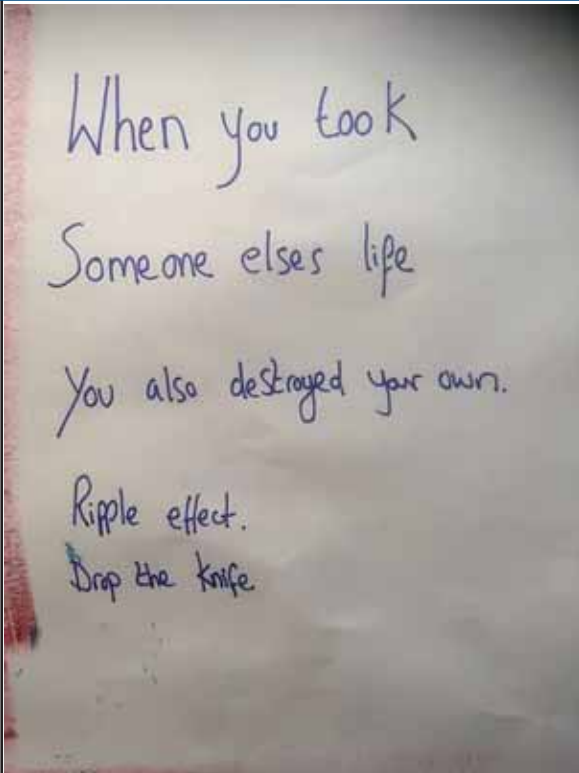 When you took
Someone elses life
You also destroyed your own.
Ripple effect.
Drop the knife